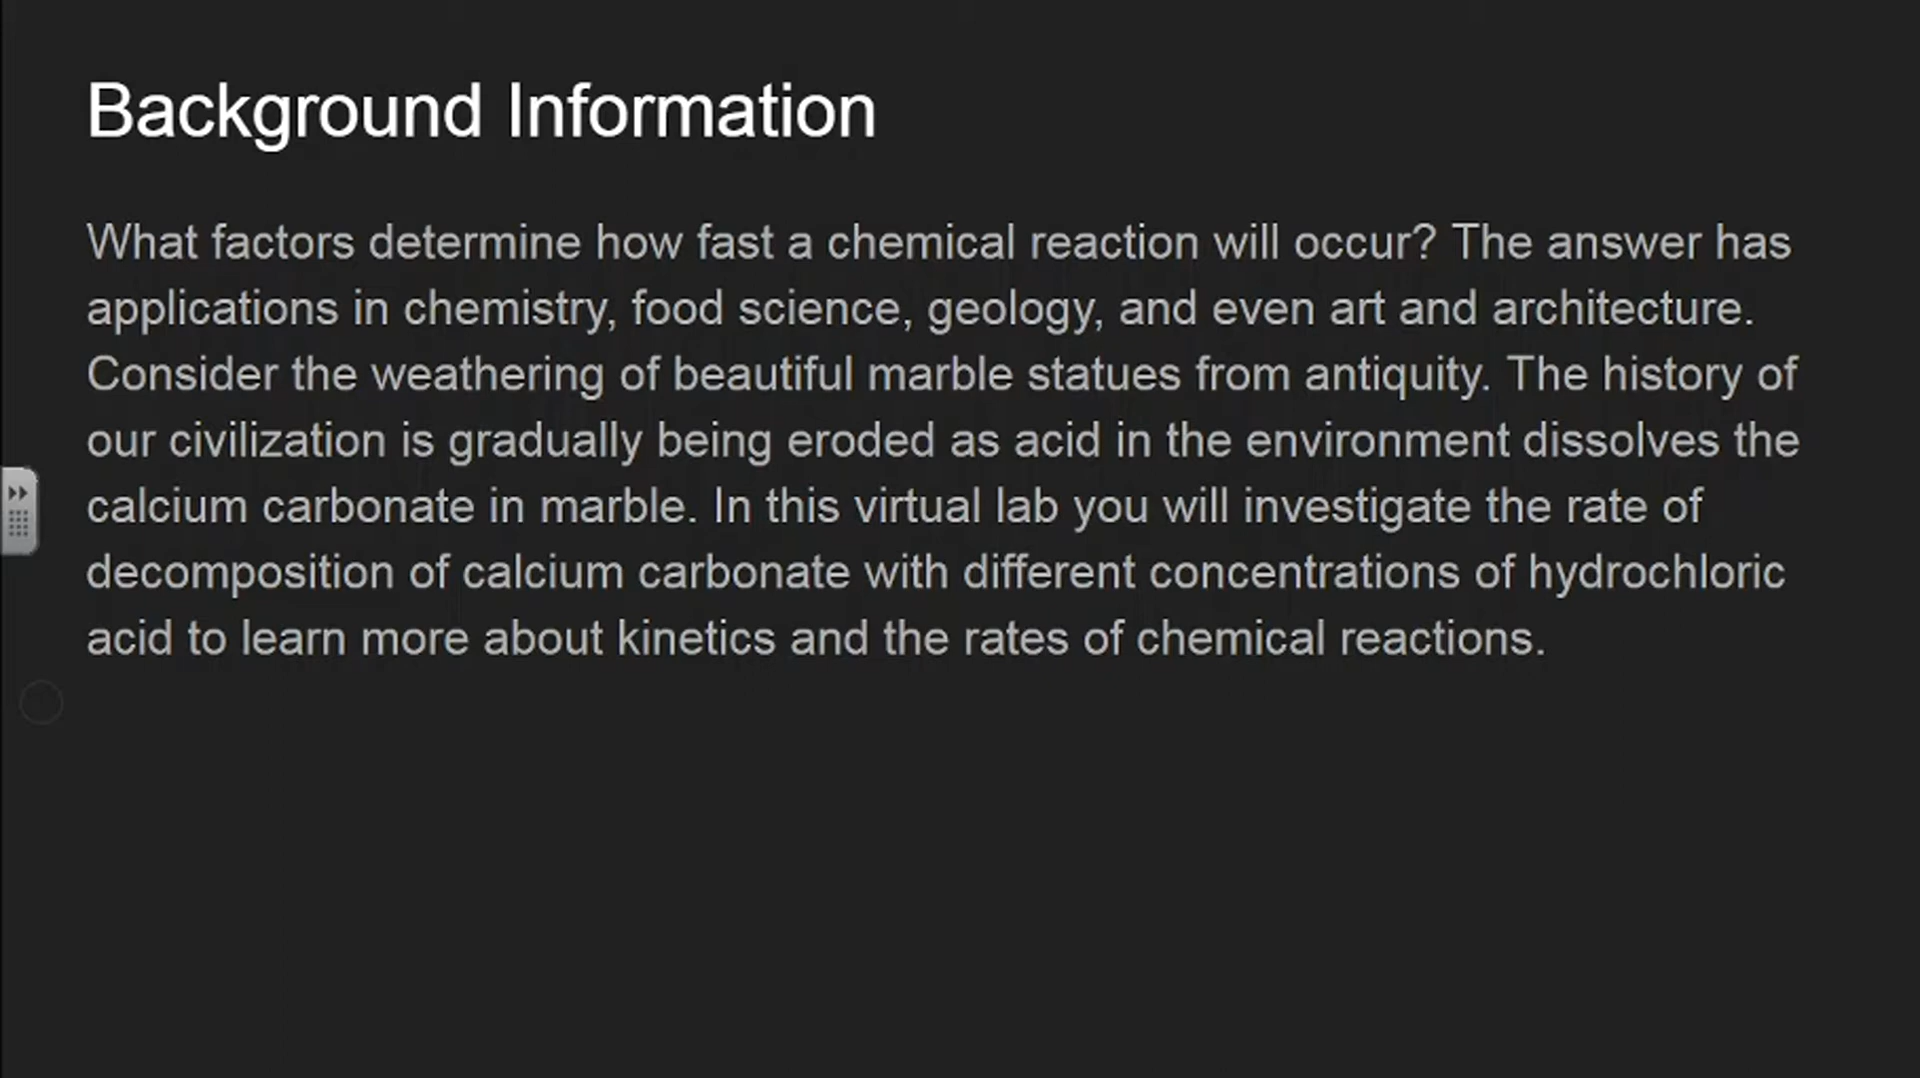 Background Information
What factors determine how fast a chemical reaction will occur? The answer has
applications in chemistry, food science, geology, and even art and architecture.
Consider the weathering of beautiful marble statues from antiquity. The history of
our civilization is gradually being eroded as acid in the environment dissolves the
calcium carbonate in marble. In this virtual lab you will investigate the rate of
decomposition of calcium carbonate with different concentrations of hydrochloric
acid to learn more about kinetics and the rates of chemical reactions.